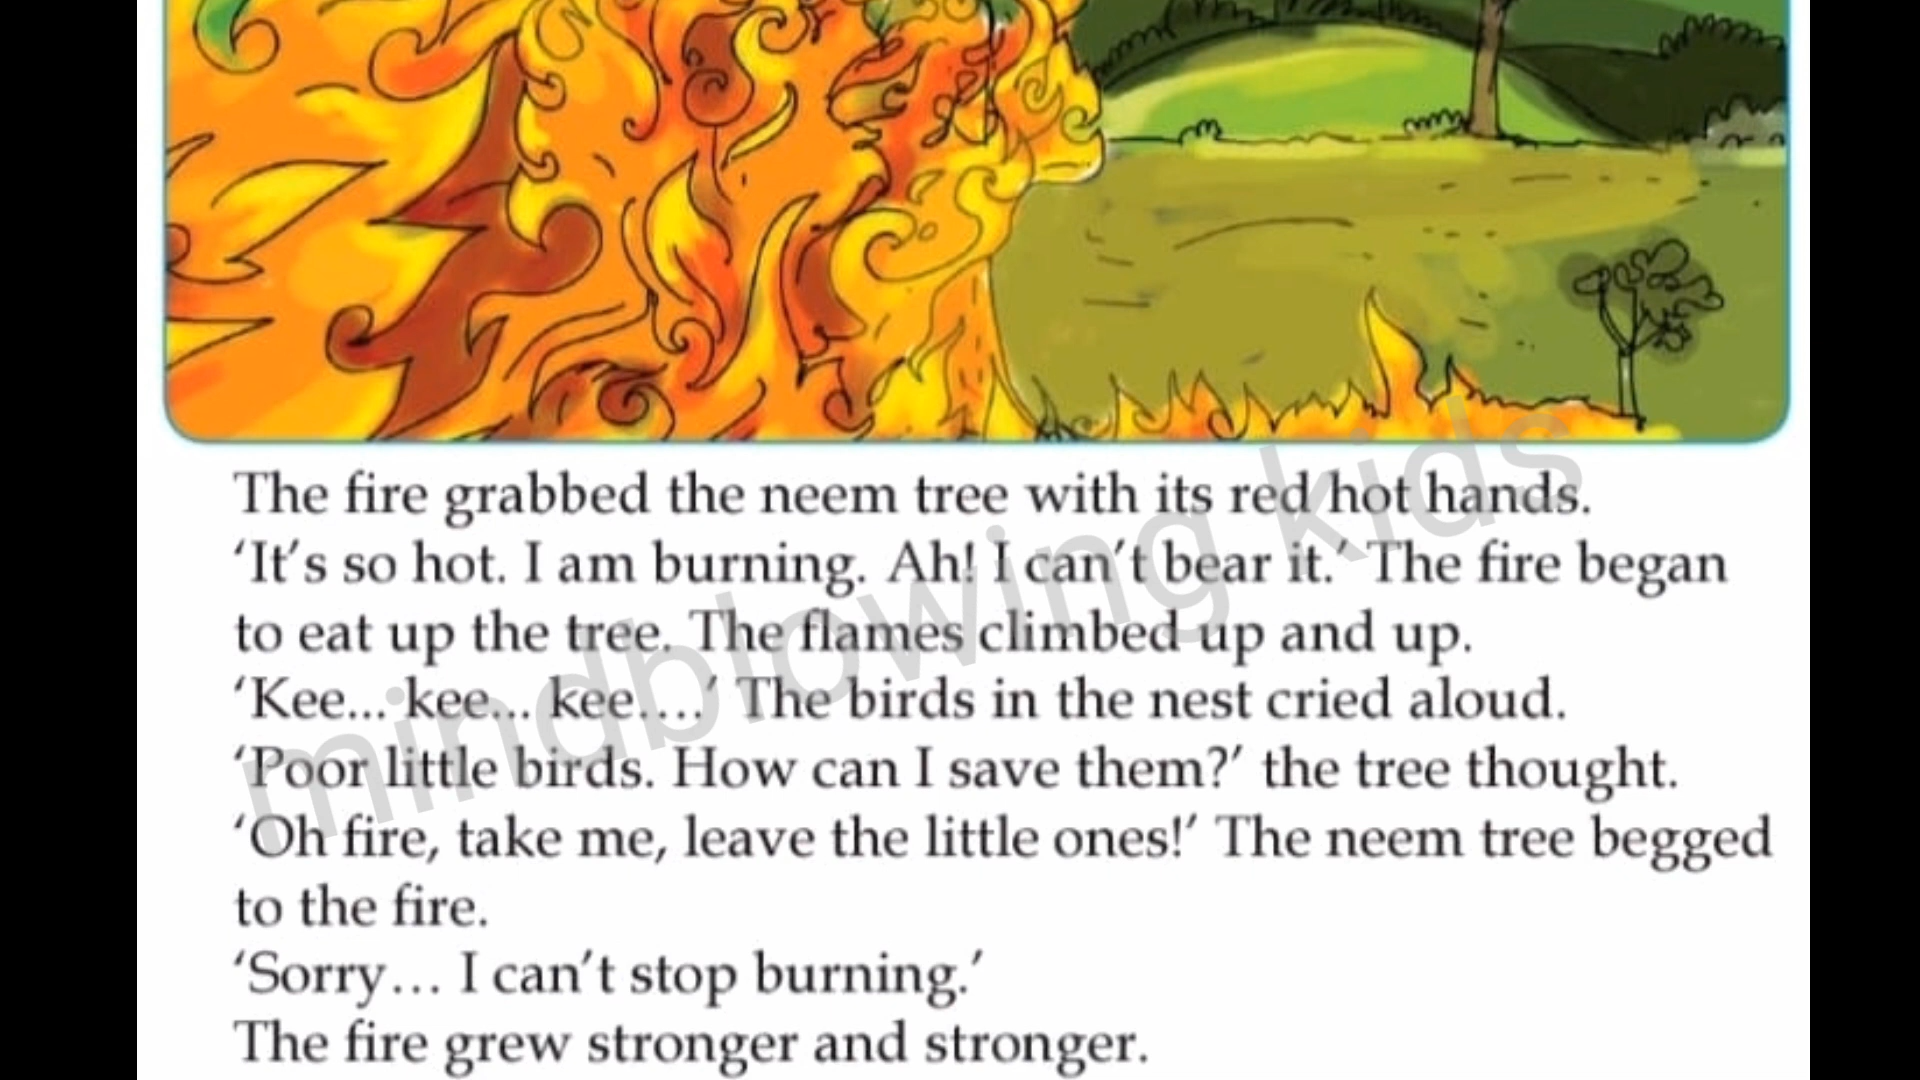 The fire grabbed the neem tree with its red hot hands.
‘It’s so hot. I am burning. Ah! I can’t bear it.’ The fire began
to eat up the tree. The flames climbed up and up.
‘Kee... kee... kee....’ The birds in the nest cried aloud.
‘Poor little birds. How can I save them?’ the tree thought.
‘Oh fire, take me, leave the little ones!’ The neem tree begged
to the fire.
‘Sorry... I can’t stop burning.’
The fire grew stronger and stronger.
mindblowing kids